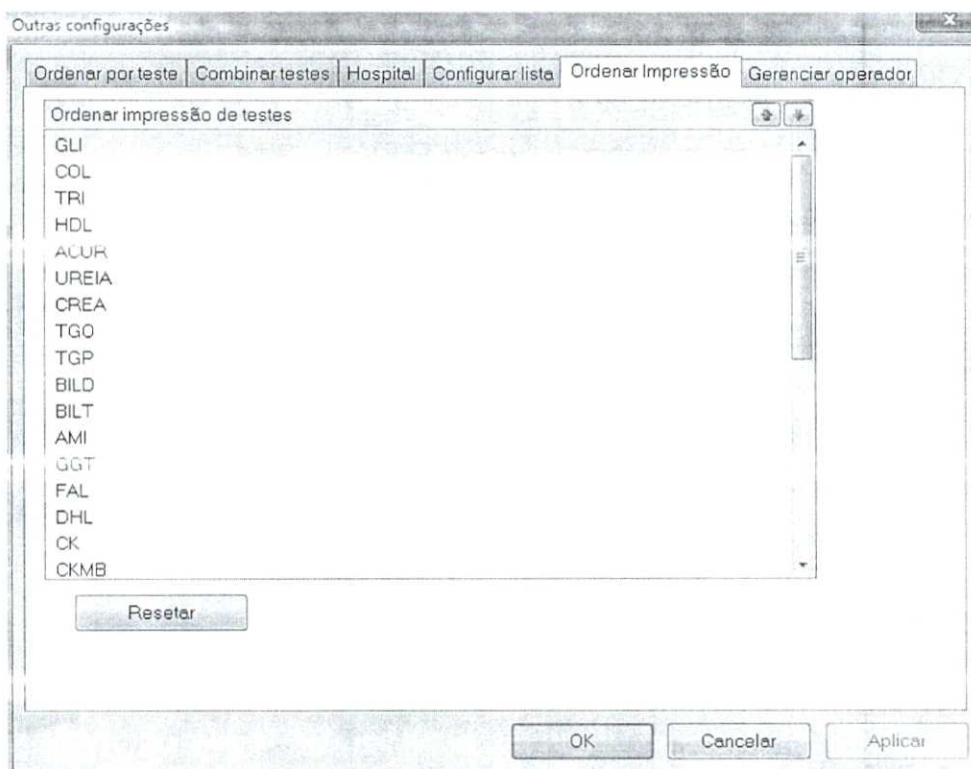 Outras configurações
Ordenar por teste Combinar testes Hospital Configurar lista Ordenar Impressão Gerenciar operador
Ordenar impressão de testes
GLI
COL
TRI
HDL
ACUR
UREIA
CREA
TGO
TGP
BILD
BILT
AMI
GGT
FAL
DHL
CK
CKMB
Resetar
OK Cancelar Aplicar